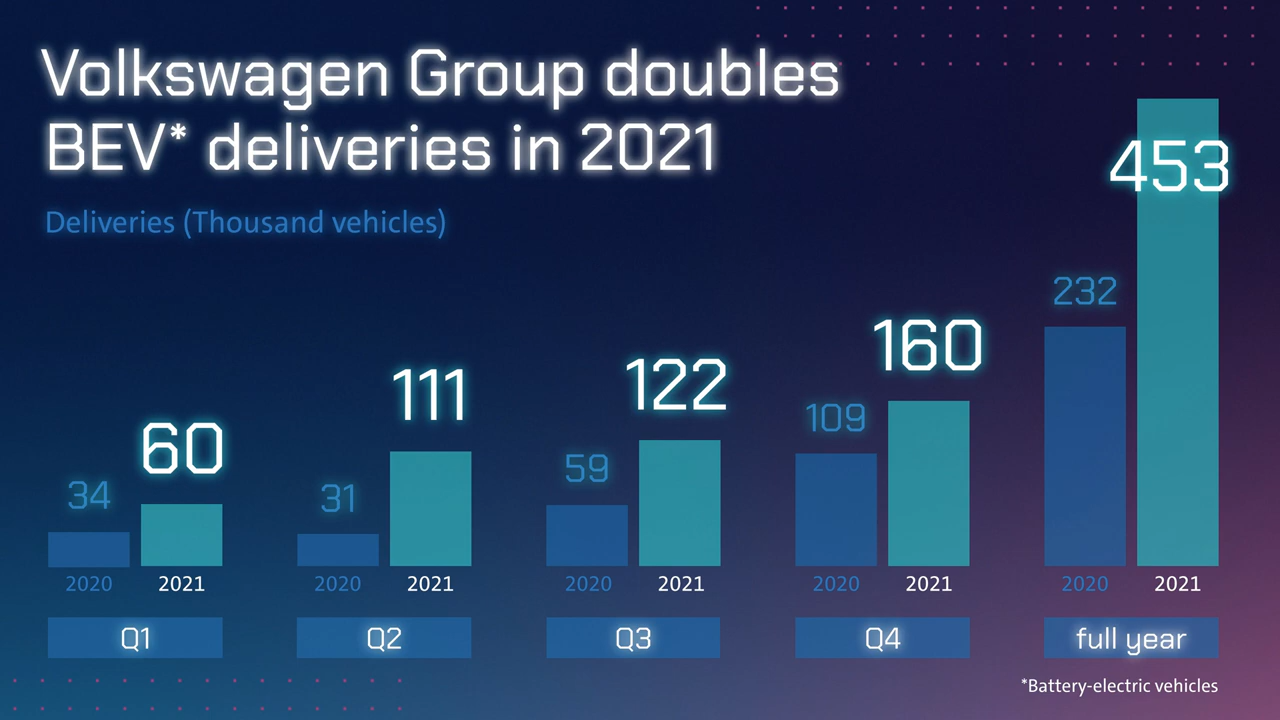 Volkswagen Group doubles
BEV* deliveries in 2021
Deliveries (Thousand vehicles)
34
60
2020
2021
Q1
31
111
2020
2021
Q2
59
122
2020
2021
Q3
109
160
2020
2021
Q4
232
453
2020
2021
full year
*Battery-electric vehicles